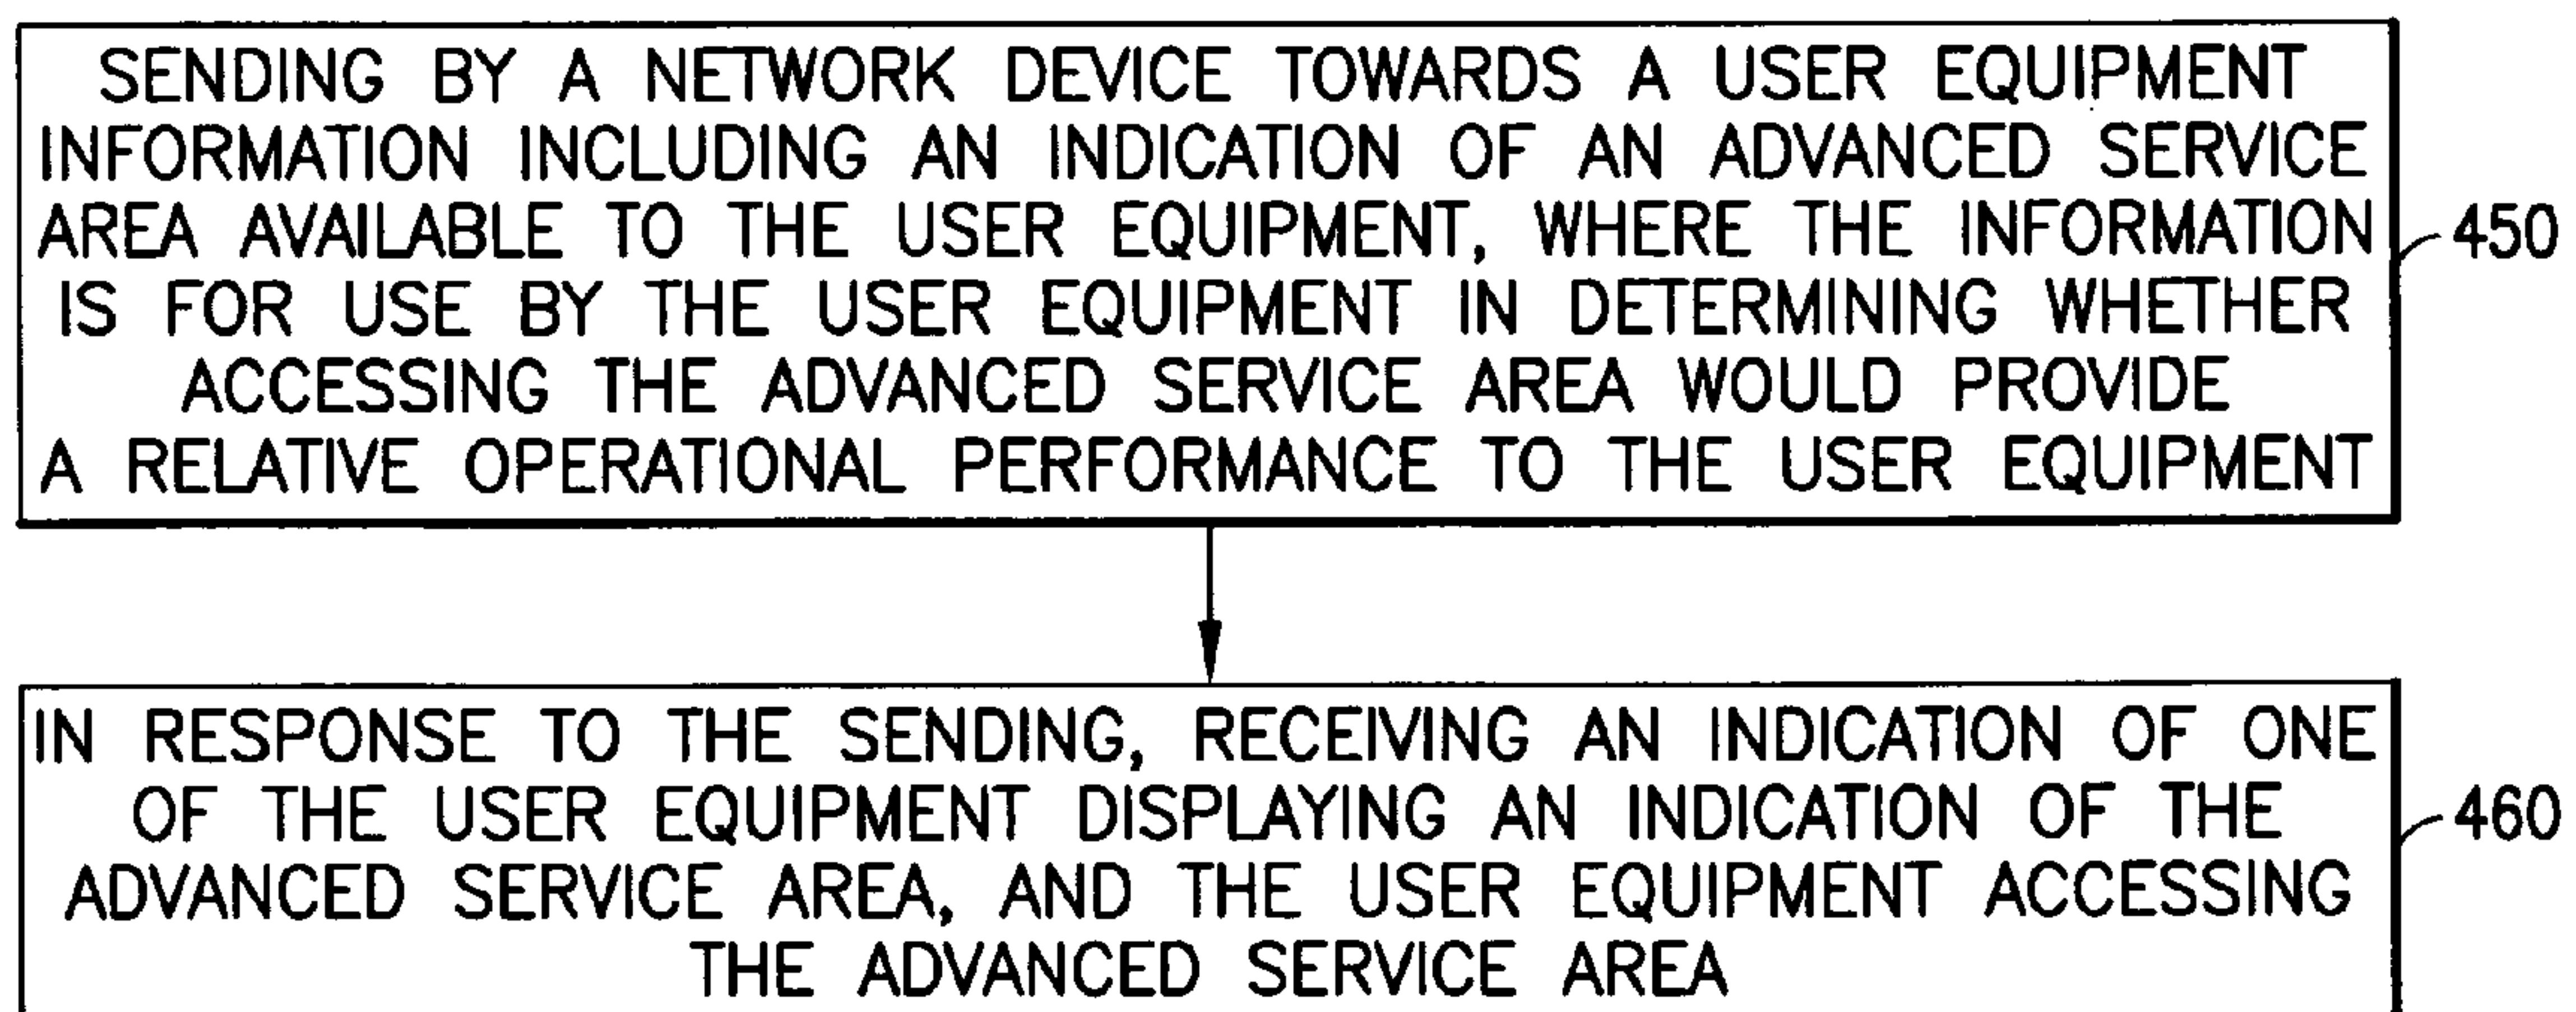 SENDING BY A NETWORK DEVICE TOWARDS A USER EQUIPMENT
INFORMATION INCLUDING AN INDICATION OF AN ADVANCED SERVICE
AREA AVAILABLE TO THE USER EQUIPMENT, WHERE THE INFORMATION
IS FOR USE BY THE USER EQUIPMENT IN DETERMINING WHETHER
ACCESSING THE ADVANCED SERVICE AREA WOULD PROVIDE
A RELATIVE OPERATIONAL PERFORMANCE TO THE USER EQUIPMENT
450
IN RESPONSE TO THE SENDING, RECEIVING AN INDICATION OF ONE
OF THE USER EQUIPMENT DISPLAYING AN INDICATION OF THE
ADVANCED SERVICE AREA, AND THE USER EQUIPMENT ACCESSING
THE ADVANCED SERVICE AREA
460